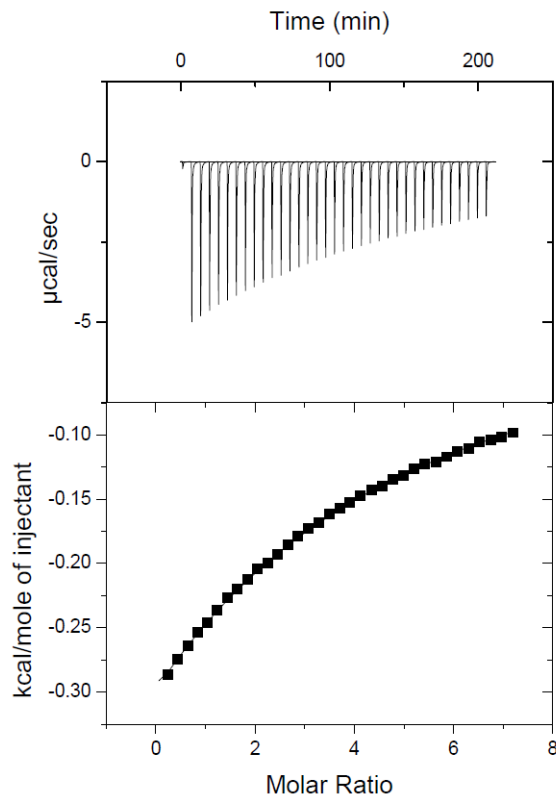 Time (min)
0 100 200
0
-5
µcal/sec
-0.10
-0.15
-0.20
-0.25
-0.30
kcal/mole of injectant
0 2 4 6 8
Molar Ratio